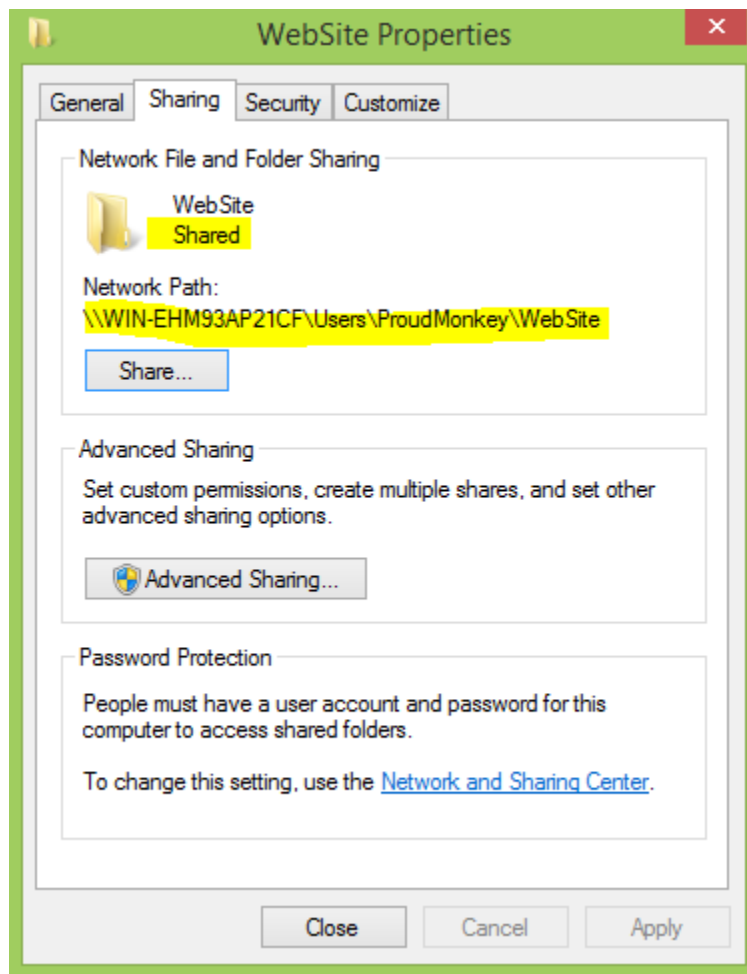 WebSite Properties
General Sharing Security Customize
Network File and Folder Sharing
WebSite
Shared
Network Path:
\\WIN-EHM93AP21CF\Users\ProudMonkey\WebSite
Share...
Advanced Sharing
Set custom permissions, create multiple shares, and set other
advanced sharing options.
Advanced Sharing...
Password Protection
People must have a user account and password for this
computer to access shared folders.
To change this setting, use the Network and Sharing Center.
Close Cancel Apply